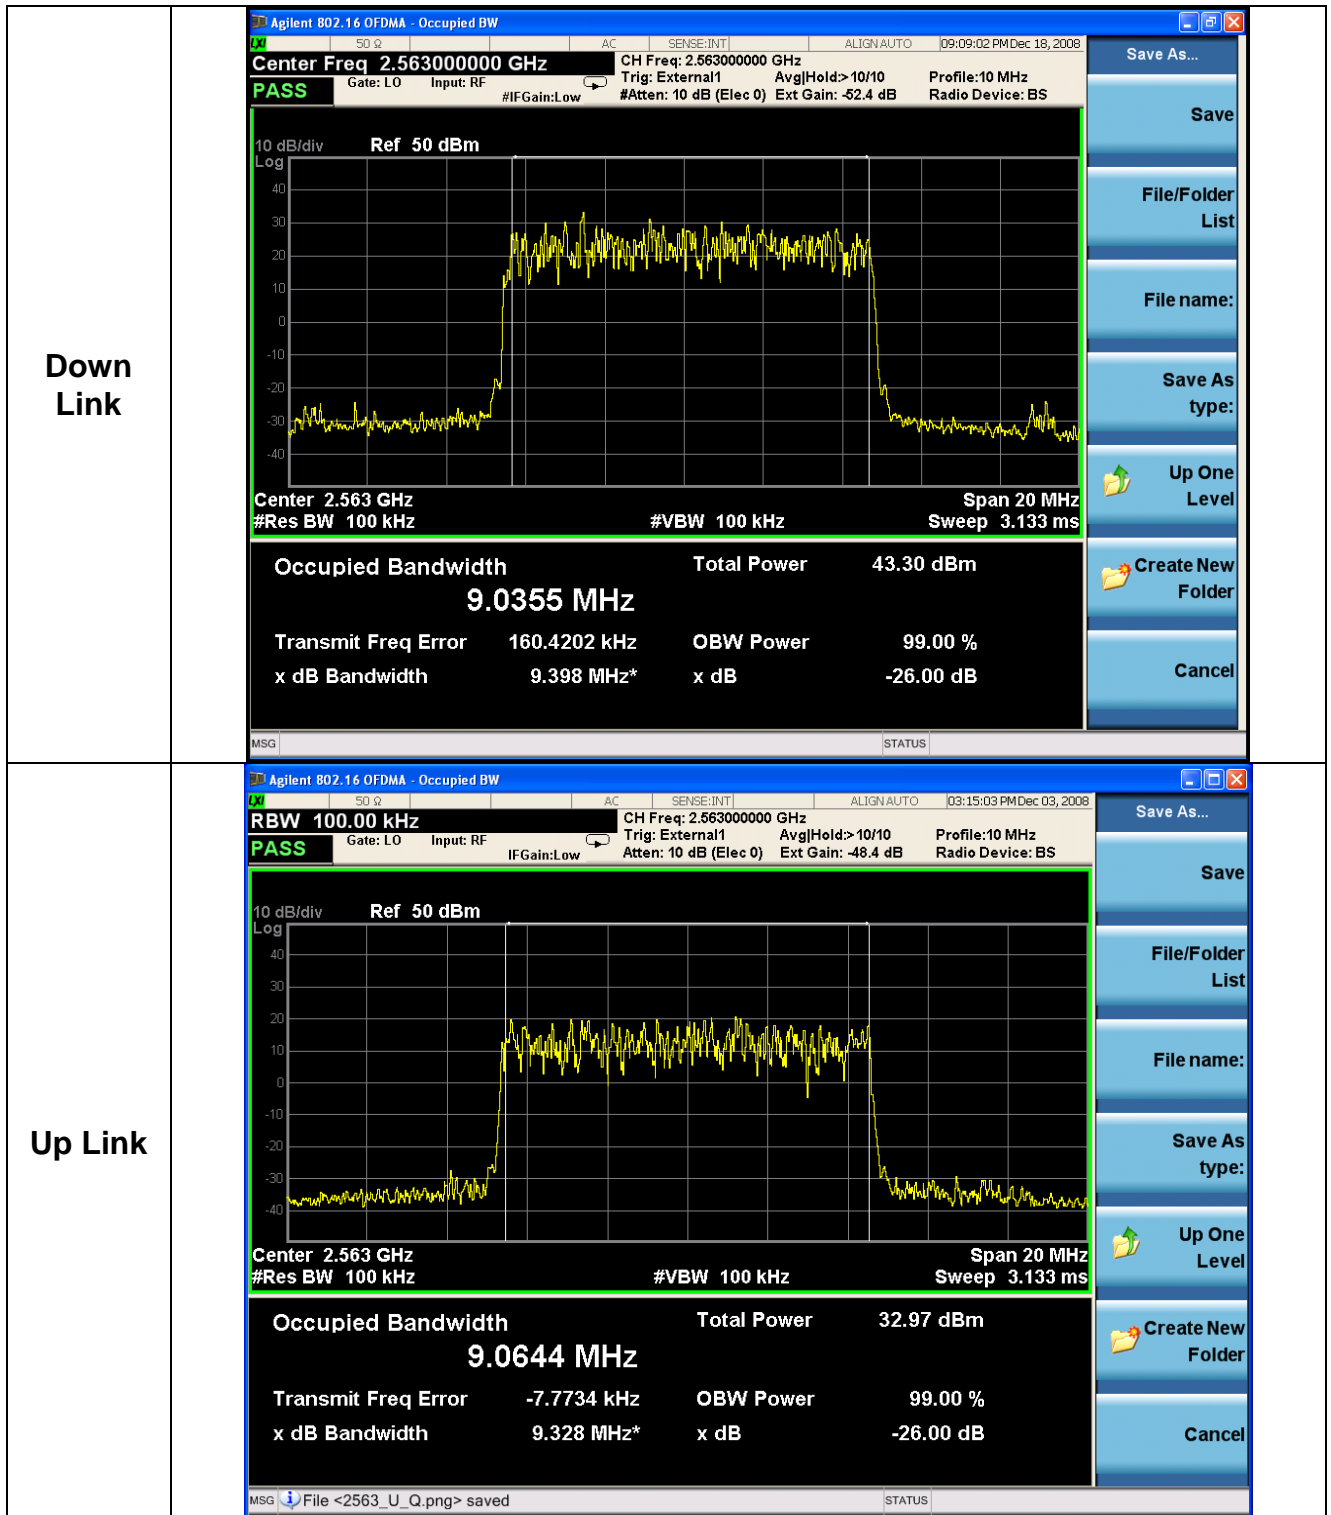 Down
Link
Agilent 802.16 OFDMA - Occupied BW
LXI 50 Ω AC SENSE:INT ALIGN AUTO 09:09:02 PM Dec 18, 2008
Center Freq 2.563000000 GHz
CH Freq: 2.563000000 GHz
Gate: LO Input: RF Trig: External1 Avg|Hold:>10/10 Profile:10 MHz
PASS #IFGain:Low #Atten: 10 dB (Elec 0) Ext Gain: -52.4 dB Radio Device: BS
10 dB/div Ref 50 dBm
Log
40
30
20
10
0
-10
-20
-30
-40
Center 2.563 GHz Span 20 MHz
#Res BW 100 kHz #VBW 100 kHz Sweep 3.133 ms
Occupied Bandwidth Total Power 43.30 dBm
9.0355 MHz
Transmit Freq Error 160.4202 kHz OBW Power 99.00 %
x dB Bandwidth 9.398 MHz* x dB -26.00 dB
MSG STATUS
Save As...
Save
File/Folder
List
File name:
Save As
type:
Up One
Level
Create New
Folder
Cancel
Up Link
Agilent 802.16 OFDMA - Occupied BW
LXI 50 Ω AC SENSE:INT ALIGN AUTO 03:15:03 PM Dec 03, 2008
RBW 100.00 kHz
CH Freq: 2.563000000 GHz
Gate: LO Input: RF Trig: External1 Avg|Hold:>10/10 Profile:10 MHz
PASS IFGain:Low Atten: 10 dB (Elec 0) Ext Gain: -48.4 dB Radio Device: BS
10 dB/div Ref 50 dBm
Log
40
30
20
10
0
-10
-20
-30
-40
Center 2.563 GHz Span 20 MHz
#Res BW 100 kHz #VBW 100 kHz Sweep 3.133 ms
Occupied Bandwidth Total Power 32.97 dBm
9.0644 MHz
Transmit Freq Error -7.7734 kHz OBW Power 99.00 %
x dB Bandwidth 9.328 MHz* x dB -26.00 dB
MSG File <2563_U_Q.png> saved STATUS
Save As...
Save
File/Folder
List
File name:
Save As
type:
Up One
Level
Create New
Folder
Cancel